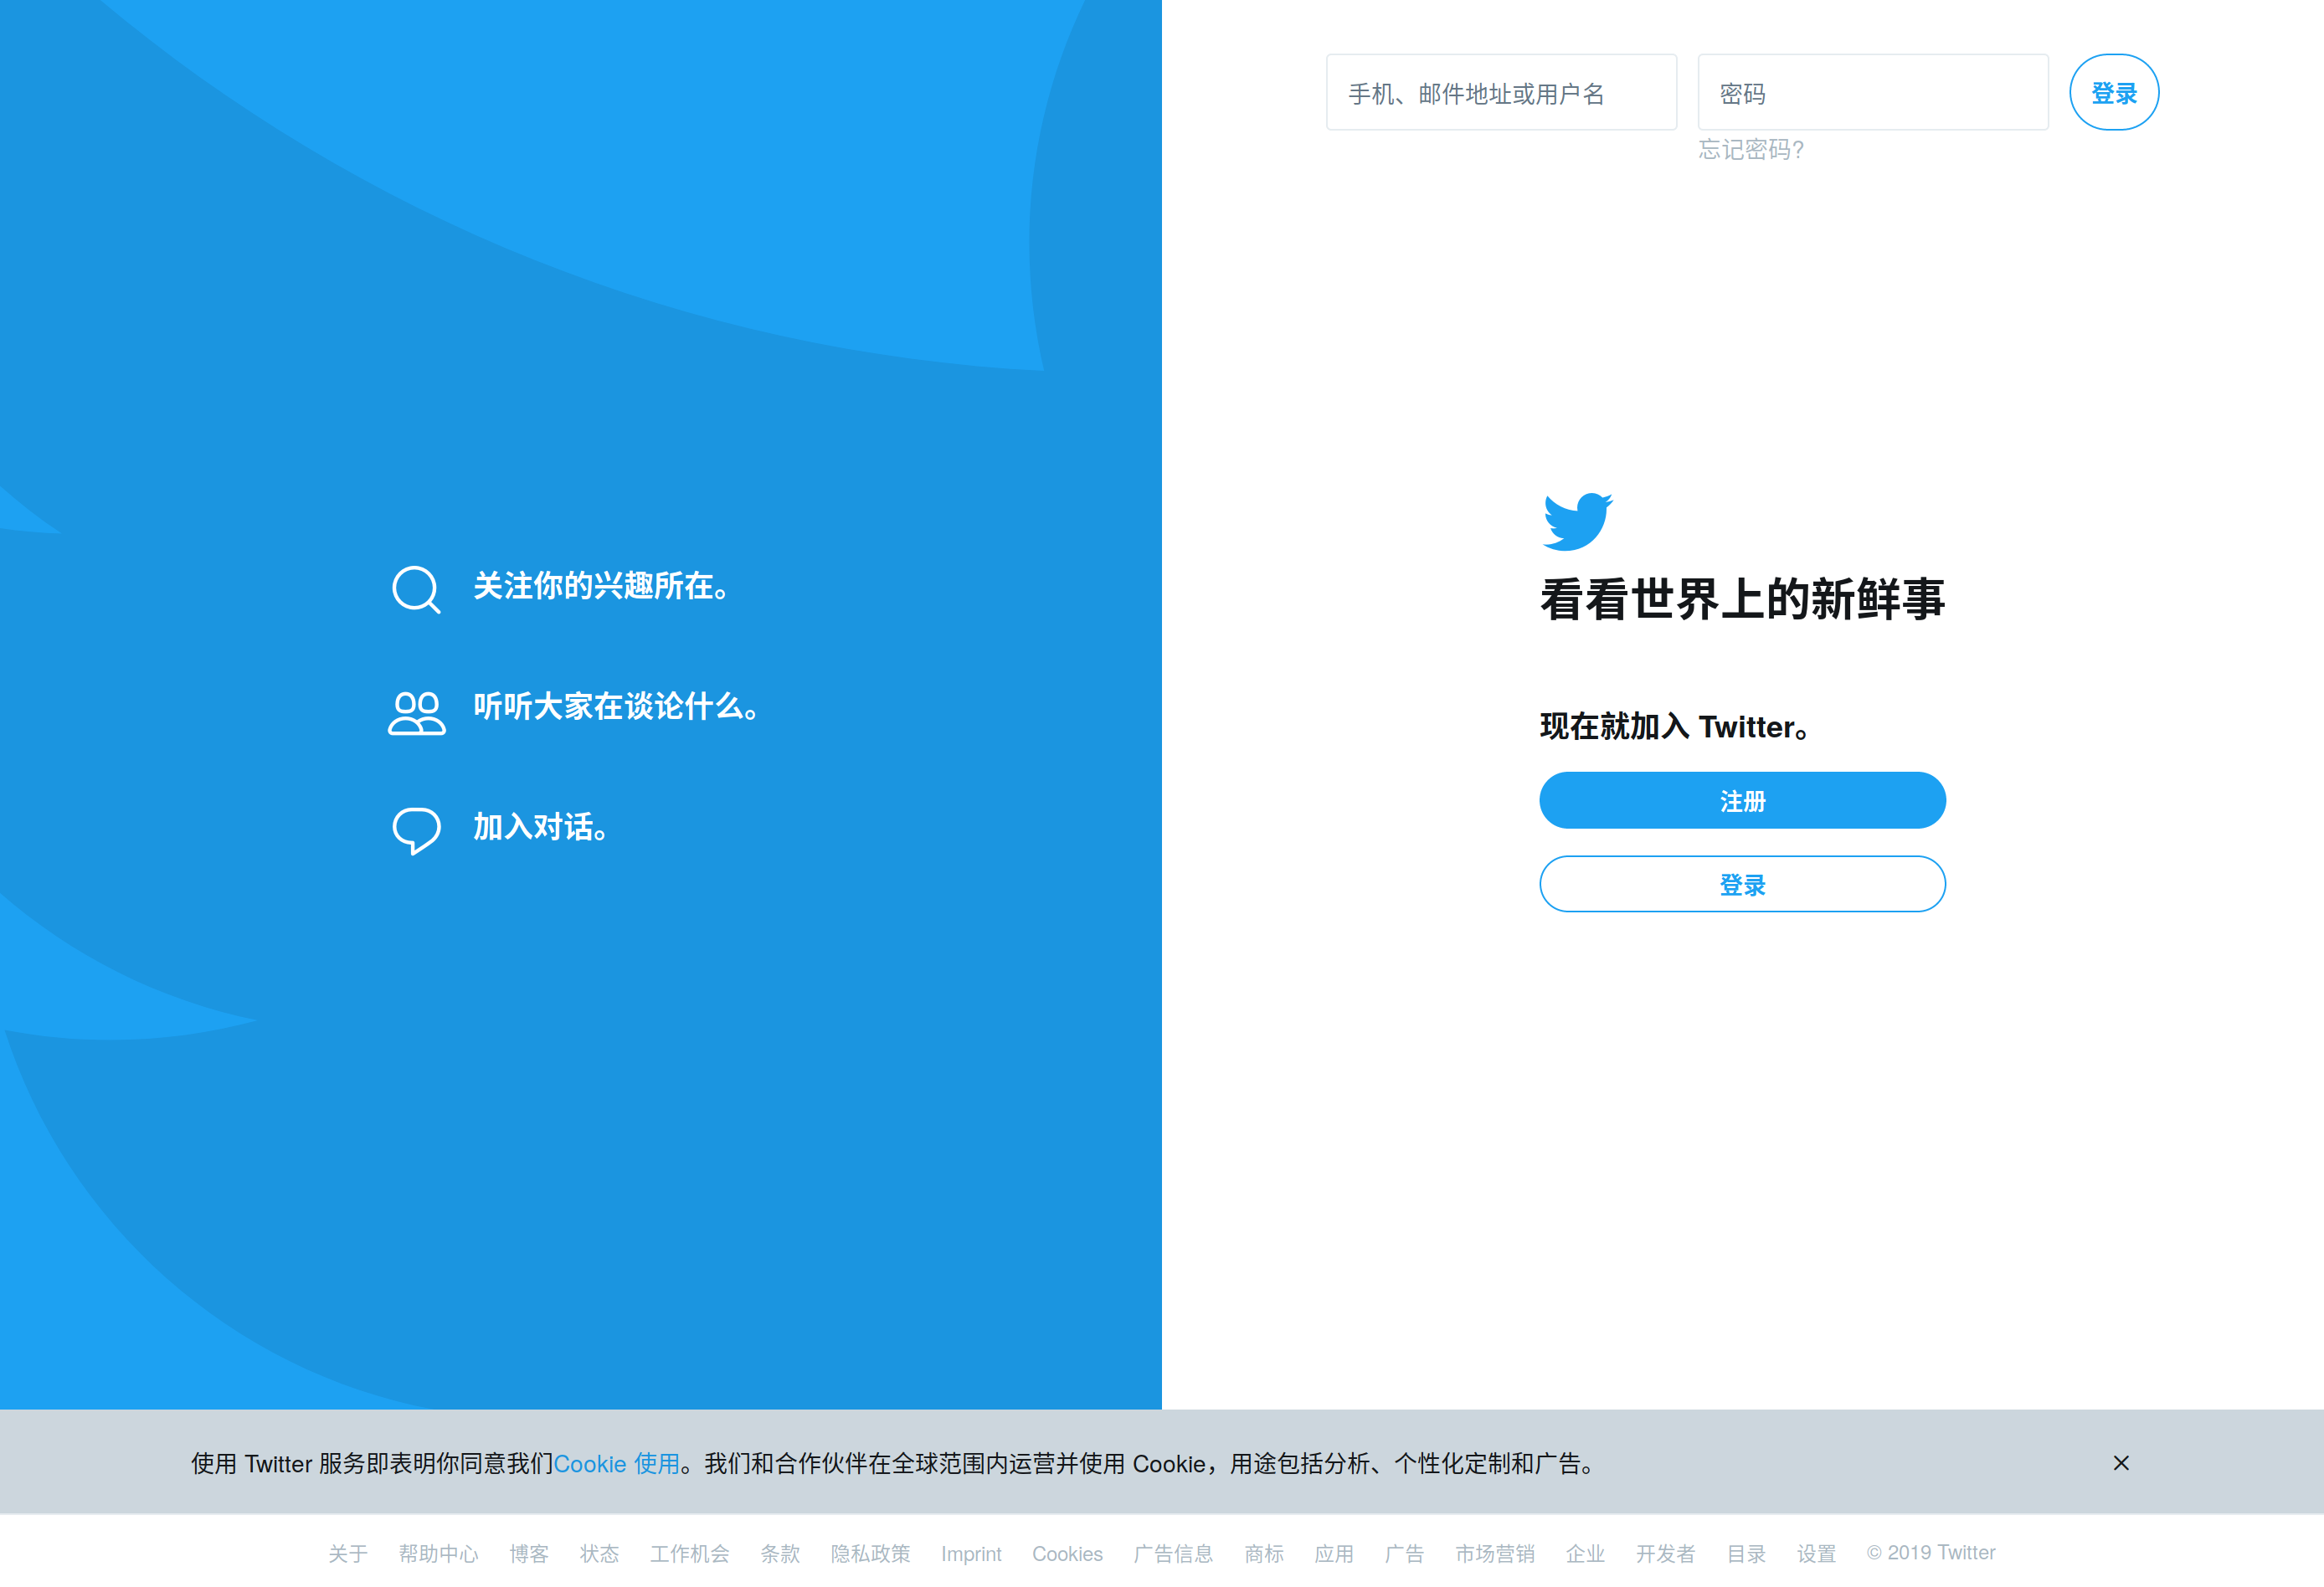 手机、邮件地址或用户名
密码
登录
忘记密码?
关注你的兴趣所在。
听听大家在谈论什么。
加入对话。
看看世界上的新鲜事
现在就加入 Twitter。
注册
登录
使用 Twitter 服务即表明你同意我们Cookie 使用。我们和合作伙伴在全球范围内运营并使用 Cookie，用途包括分析、个性化定制和广告。
关于 帮助中心 博客 状态 工作机会 条款 隐私政策 Imprint Cookies 广告信息 商标 应用 广告 市场营销 企业 开发者 目录 设置 © 2019 Twitter